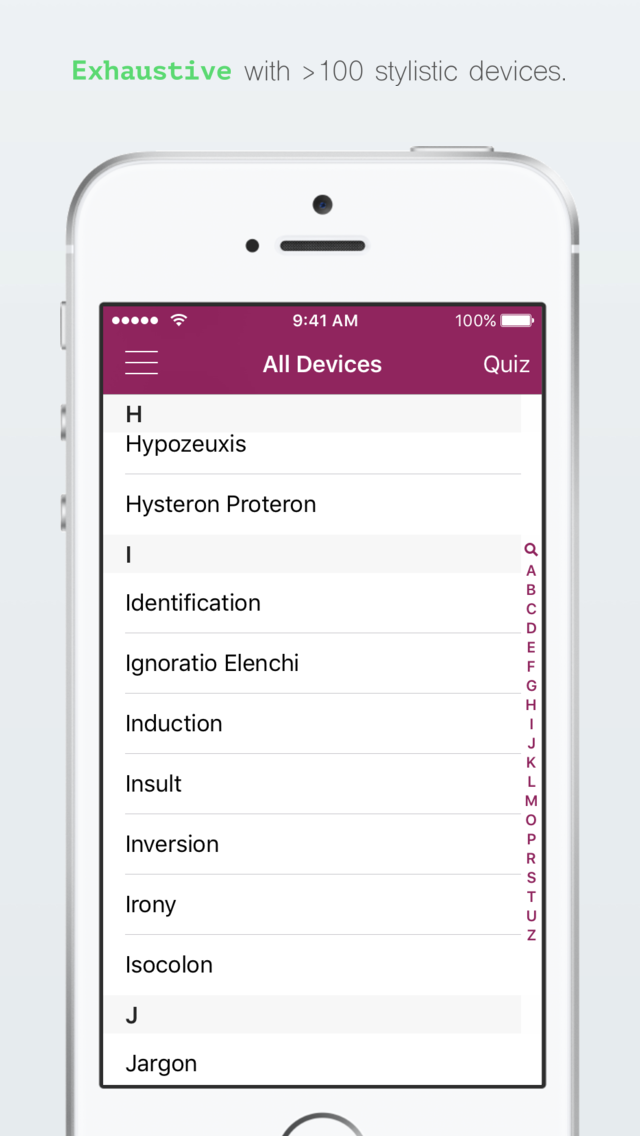 Exhaustive with >100 stylistic devices.
9:41 AM
100%
All Devices
Quiz
H
Hypozeuxis
Hysteron Proteron
I
Identification
Ignoratio Elenchi
Induction
Insult
Inversion
Irony
Isocolon
J
Jargon
A
B
C
D
E
F
G
H
I
J
K
L
M
O
P
R
S
T
U
Z